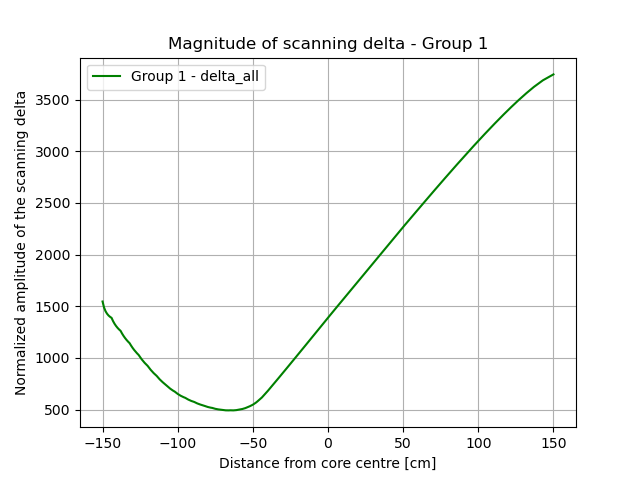 Magnitude of scanning delta - Group 1
Group 1 - delta_all
Normalized amplitude of the scanning delta
3500
3000
2500
2000
1500
1000
500
−150 −100 −50 0 50 100 150
Distance from core centre [cm]